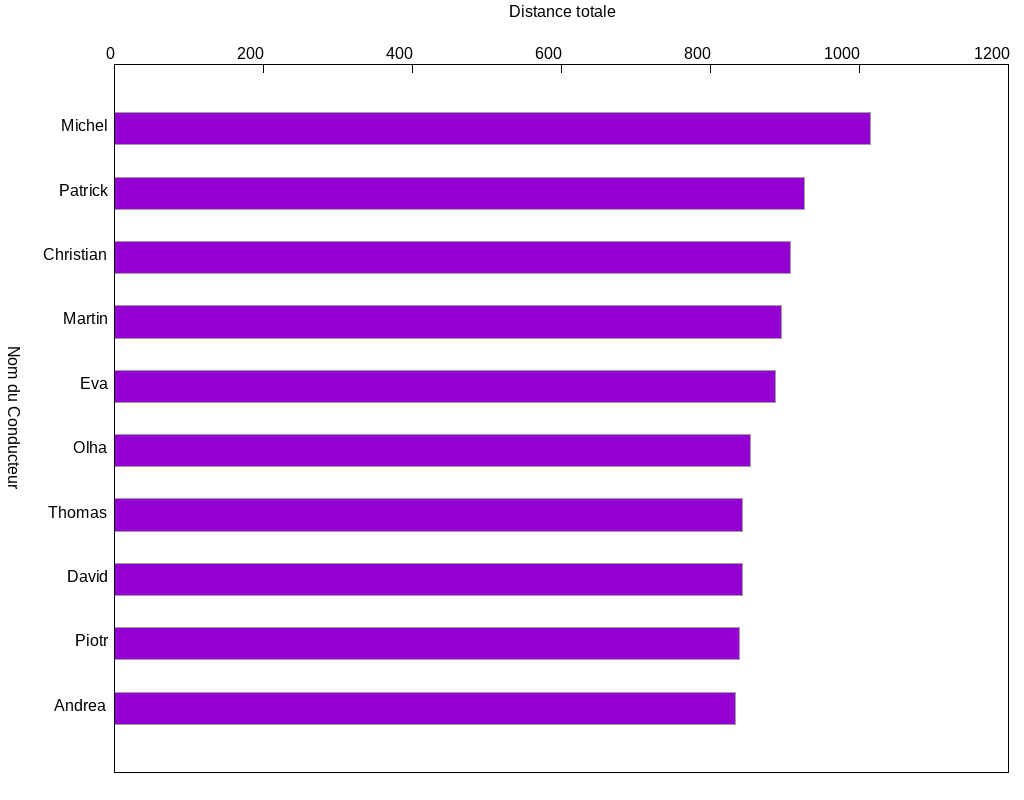 Distance totale
0 200 400 600 800 1000 1200
Michel
Patrick
Christian
Martin
Eva
Olha
Thomas
David
Piotr
Andrea
Nom du Conducteur